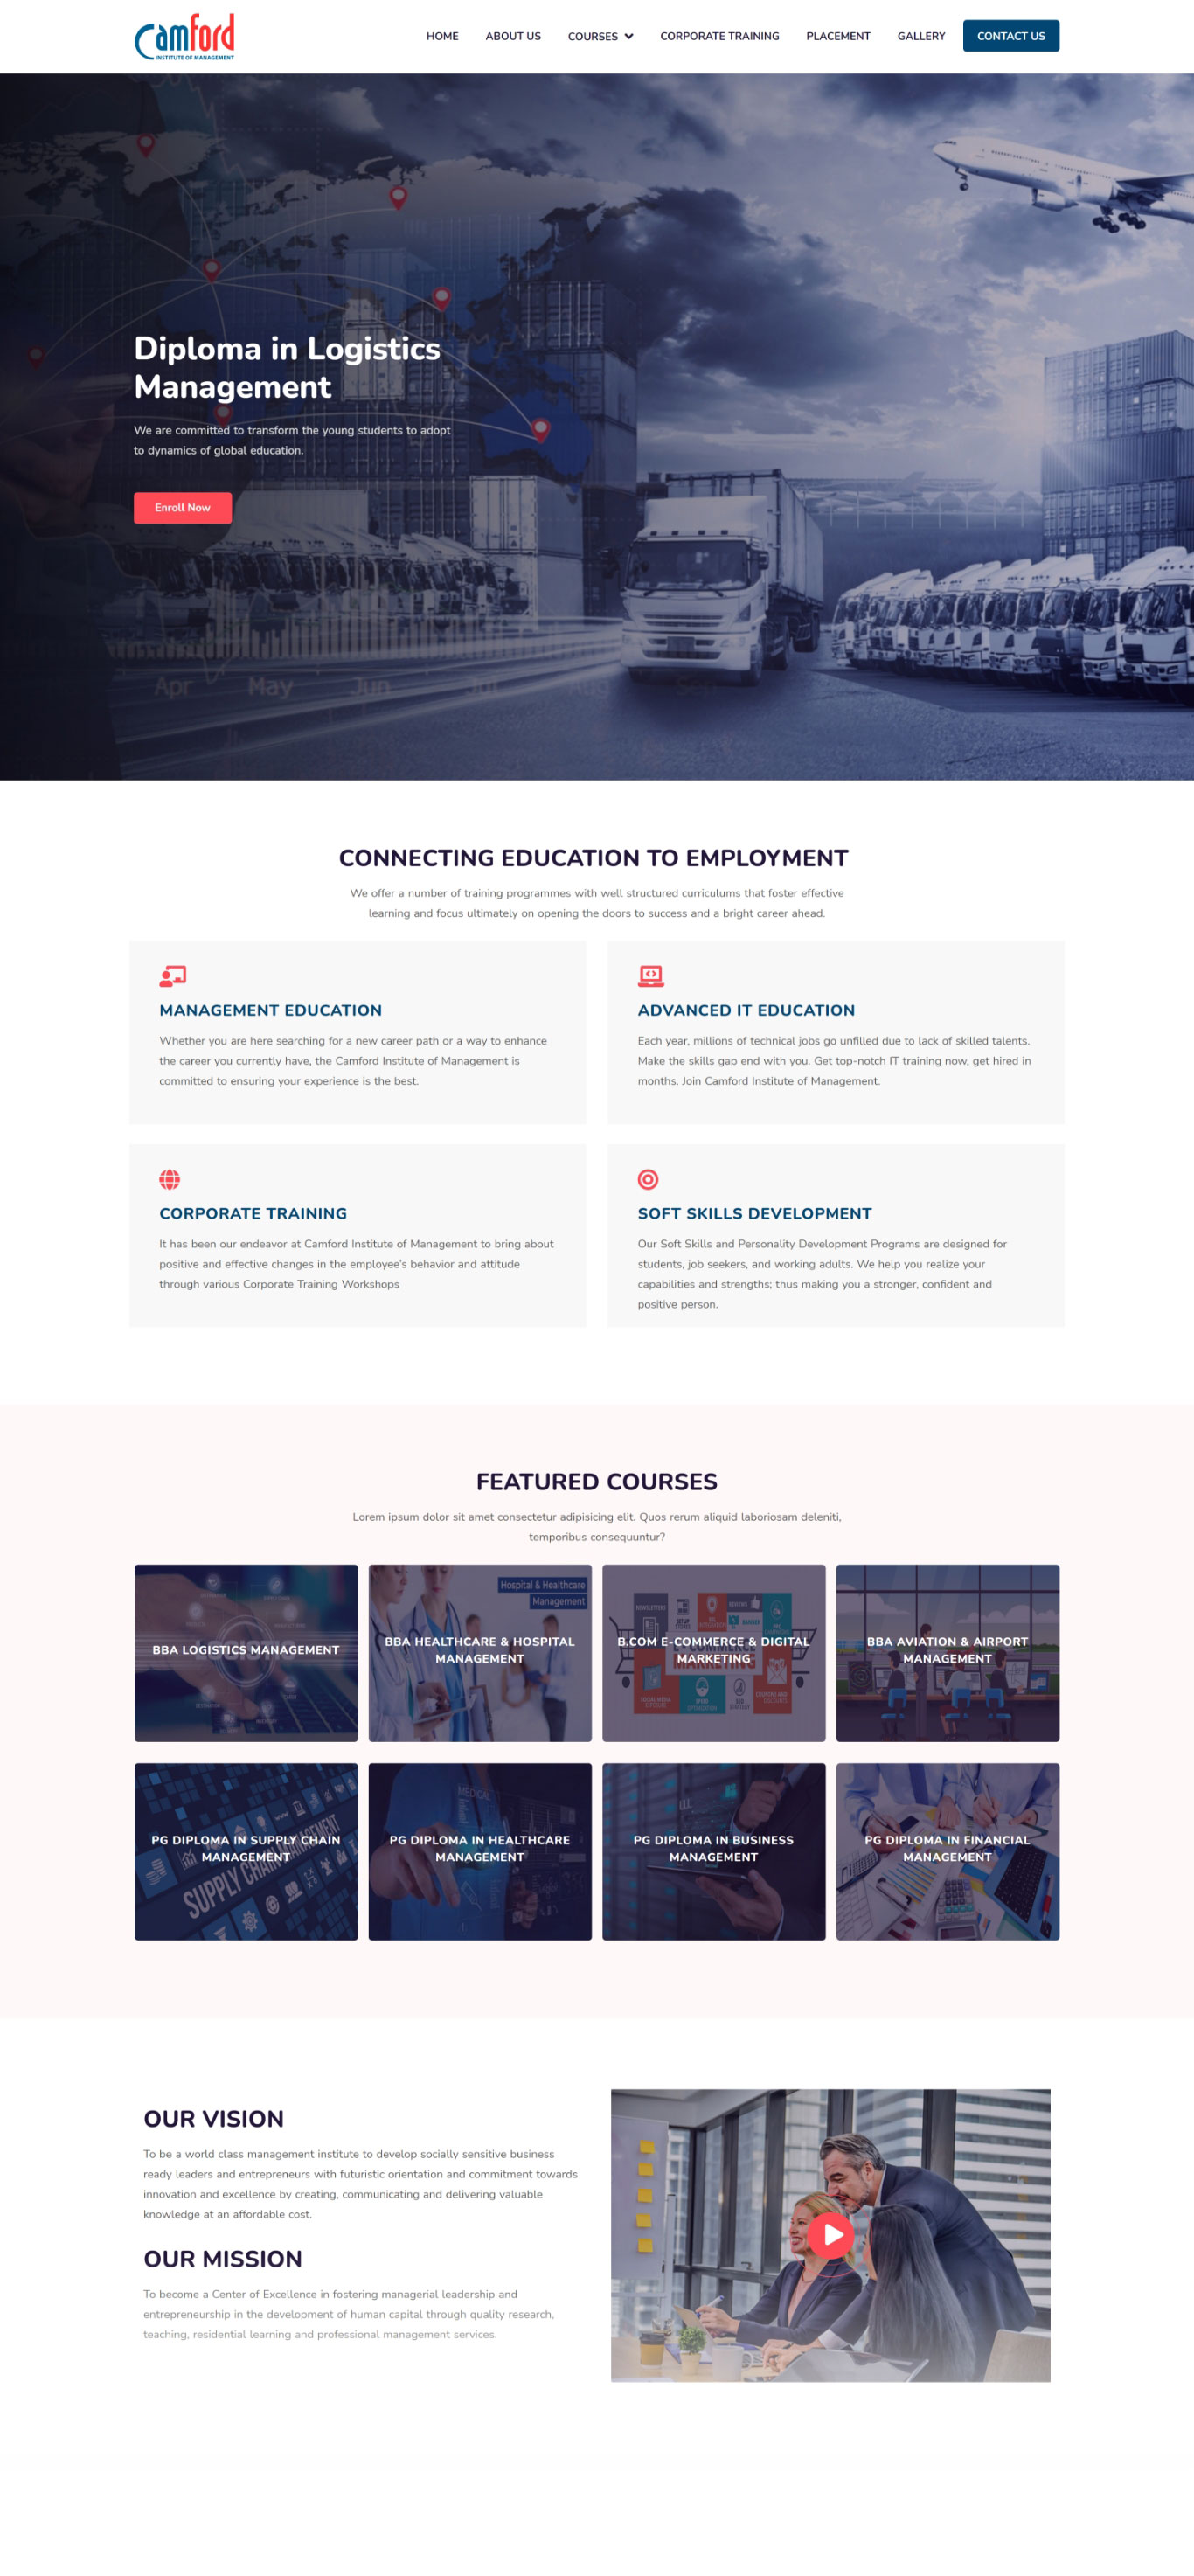 Camford
INSTITUTE OF MANAGEMENT
HOME ABOUT US COURSES CORPORATE TRAINING PLACEMENT GALLERY CONTACT US
Diploma in Logistics
Management
We are committed to transform the young students to adopt
to dynamics of global education.
Enroll Now
Apr May Jun Jul Aug Sep
CONNECTING EDUCATION TO EMPLOYMENT
We offer a number of training programmes with well structured curriculums that foster effective
learning and focus ultimately on opening the doors to success and a bright career ahead.
MANAGEMENT EDUCATION
Whether you are here searching for a new career path or a way to enhance
the career you currently have, the Camford Institute of Management is
committed to ensuring your experience is the best.
ADVANCED IT EDUCATION
Each year, millions of technical jobs go unfilled due to lack of skilled talents.
Make the skills gap end with you. Get top-notch IT training now, get hired in
months. Join Camford Institute of Management.
CORPORATE TRAINING
It has been our endeavor at Camford Institute of Management to bring about
positive and effective changes in the employee's behavior and attitude
through various Corporate Training Workshops
SOFT SKILLS DEVELOPMENT
Our Soft Skills and Personality Development Programs are designed for
students, job seekers, and working adults. We help you realize your
capabilities and strengths; thus making you a stronger, confident and
positive person.
FEATURED COURSES
Lorem ipsum dolor sit amet consectetur adipisicing elit. Quos rerum aliquid laboriosam deleniti,
temporibus consequuntur?
BBA LOGISTICS MANAGEMENT
Hospital & Healthcare
Management
BBA HEALTHCARE & HOSPITAL
MANAGEMENT
NEWSLETTERS
REVIEWS
BANNER
B.COM E-COMMERCE & DIGITAL
MARKETING
E-COMMERCE
MARKETING
BBA AVIATION & AIRPORT
MANAGEMENT
PG DIPLOMA IN SUPPLY CHAIN
MANAGEMENT
SUPPLY CHAIN MANAGEMENT
MEDICAL
PG DIPLOMA IN HEALTHCARE
MANAGEMENT
PG DIPLOMA IN BUSINESS
MANAGEMENT
PG DIPLOMA IN FINANCIAL
MANAGEMENT
OUR VISION
To be a world class management institute to develop socially sensitive business
ready leaders and entrepreneurs with futuristic orientation and commitment towards
innovation and excellence by creating, communicating and delivering valuable
knowledge at an affordable cost.
OUR MISSION
To become a Center of Excellence in fostering managerial leadership and
entrepreneurship in the development of human capital through quality research,
teaching, residential learning and professional management services.